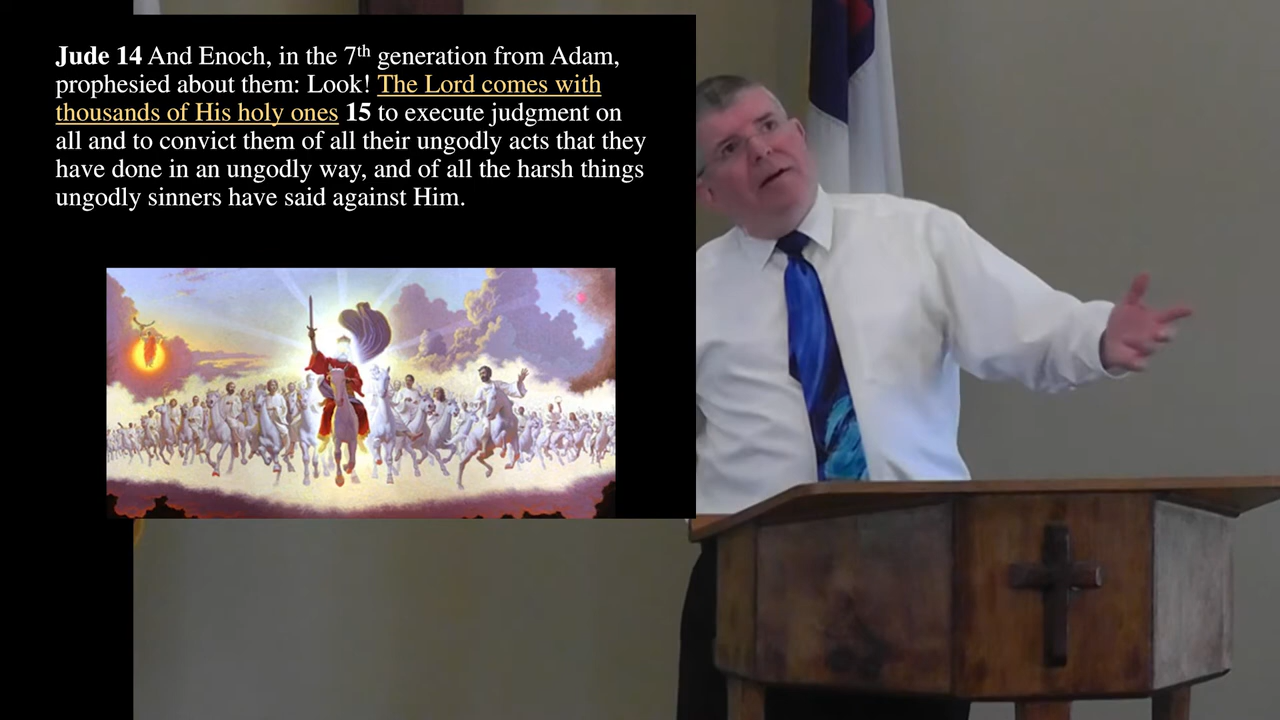 Jude 14 And Enoch, in the 7th generation from Adam,
prophesied about them: Look! The Lord comes with
thousands of His holy ones 15 to execute judgment on
all and to convict them of all their ungodly acts that they
have done in an ungodly way, and of all the harsh things
ungodly sinners have said against Him.